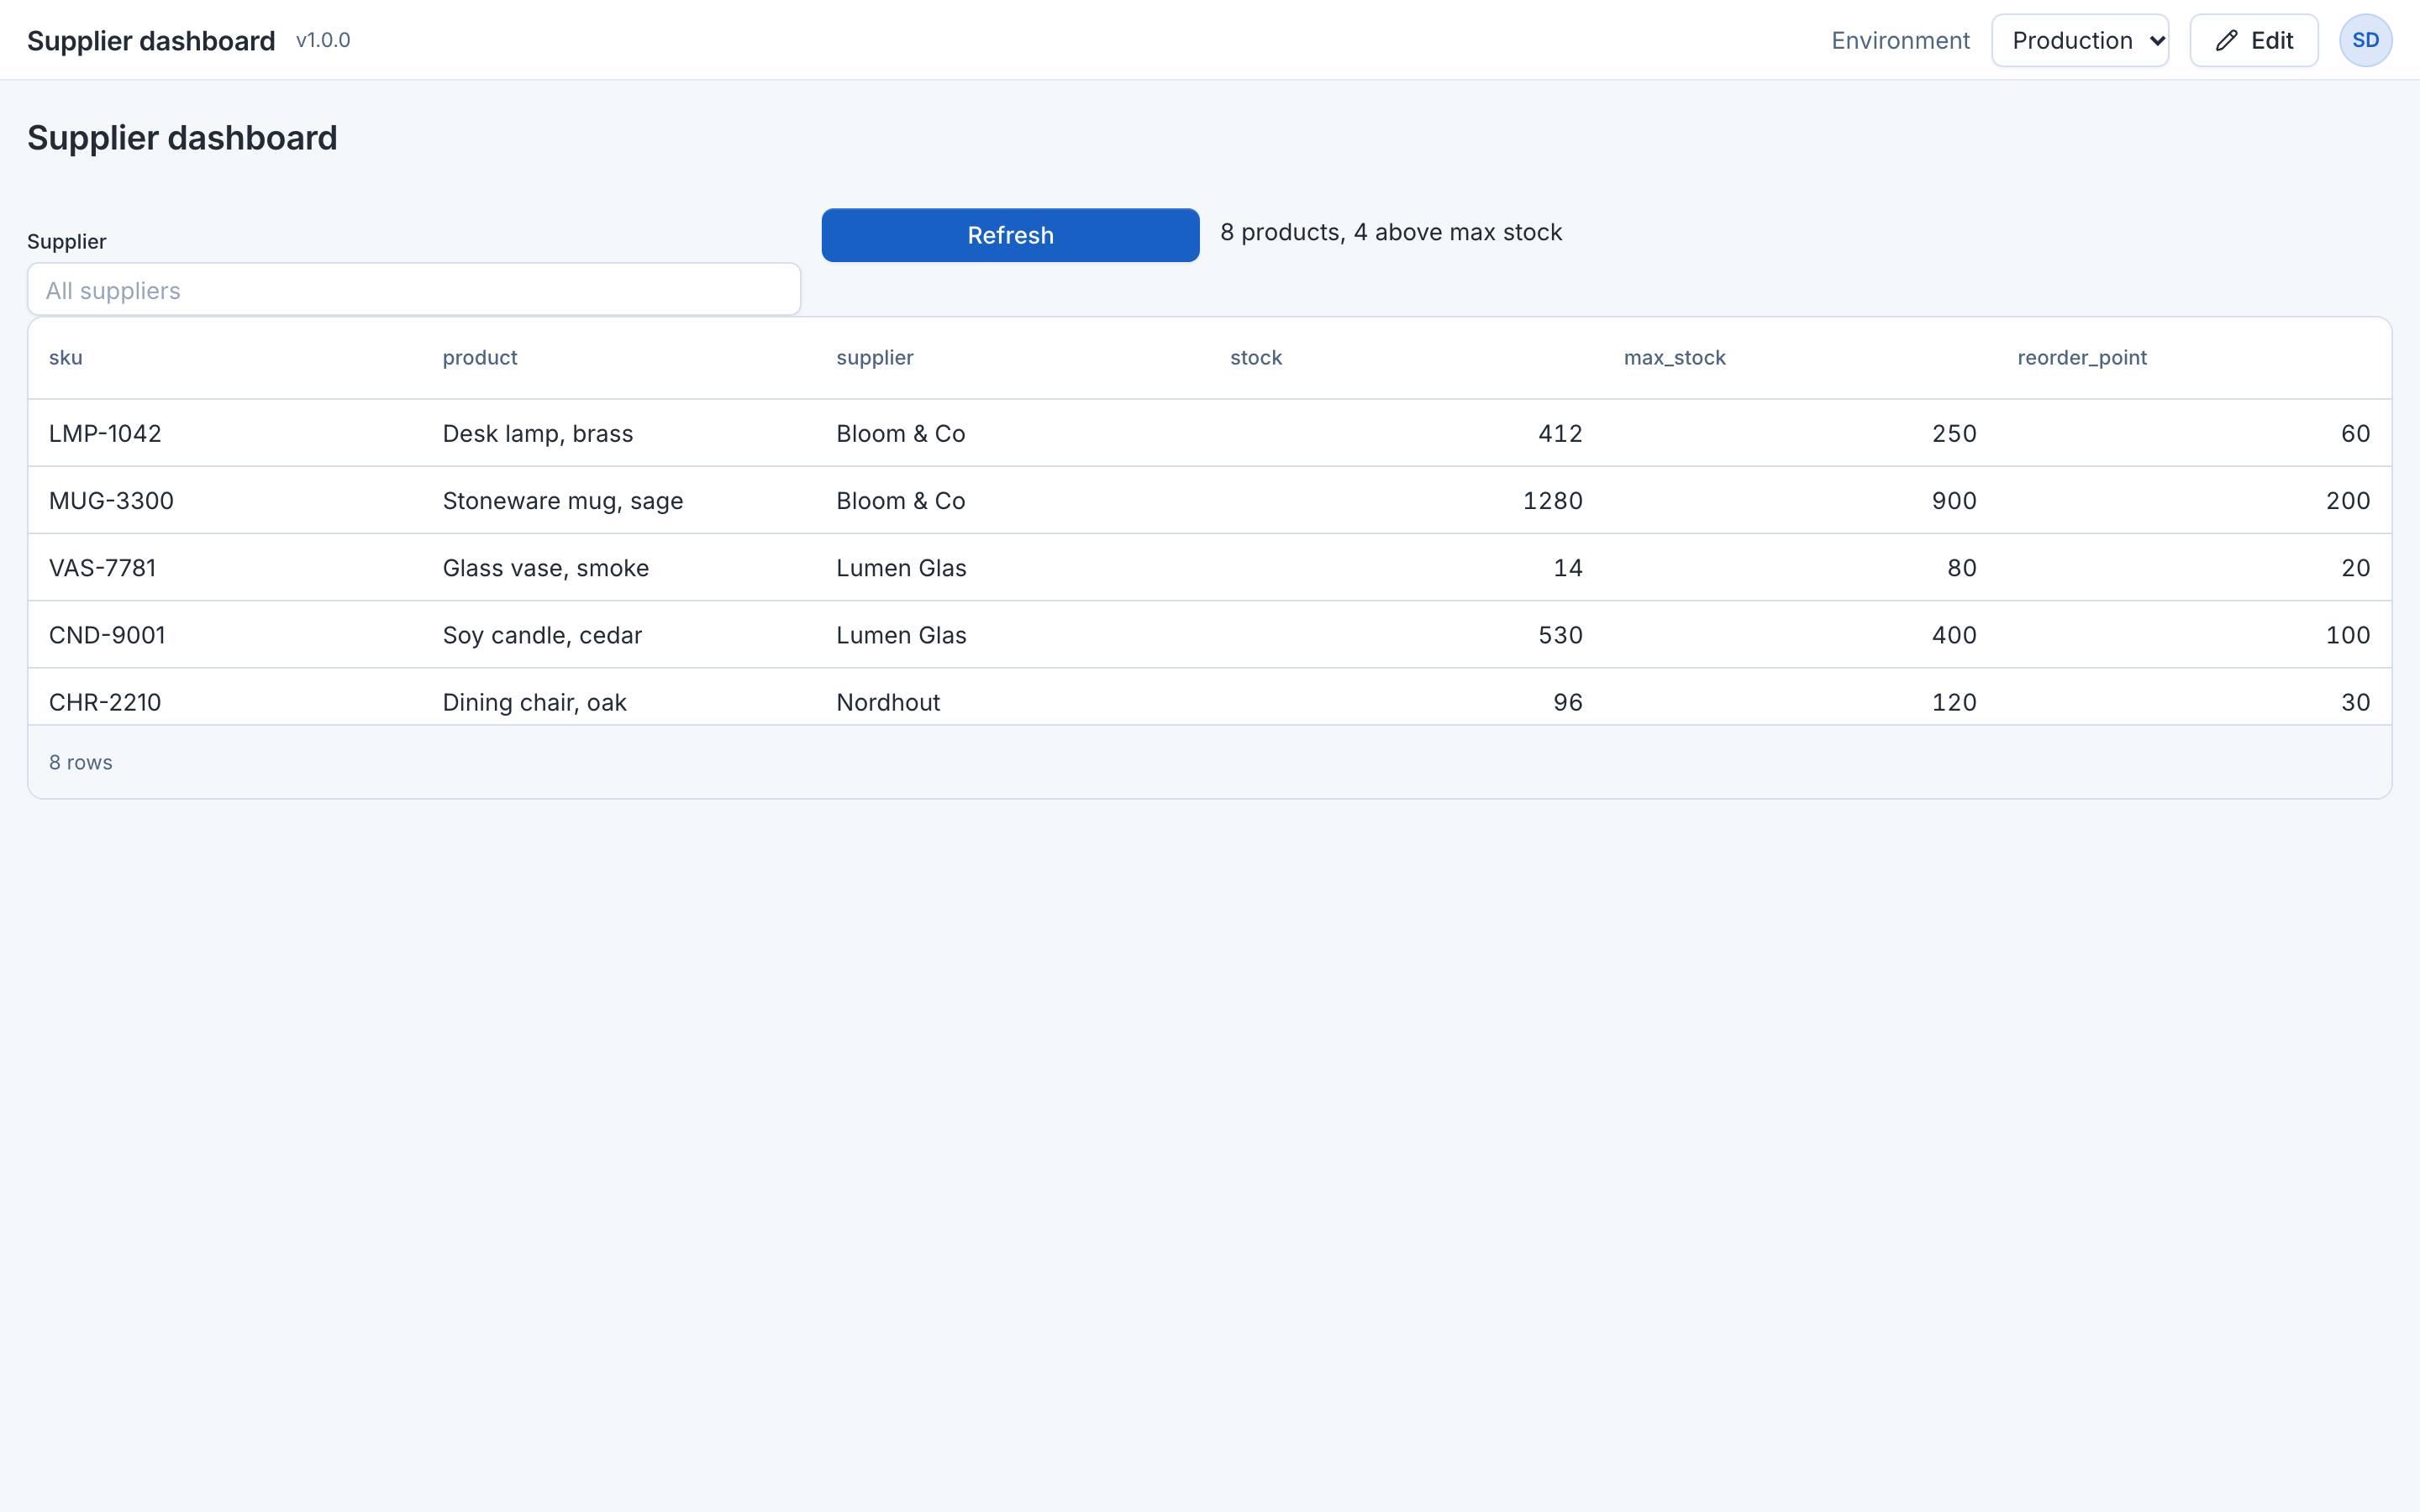 Supplier dashboard v1.0.0 Environment Production Edit SD
Supplier dashboard
Supplier
All suppliers
Refresh
8 products, 4 above max stock
sku product supplier stock max_stock reorder_point
LMP-1042 Desk lamp, brass Bloom & Co 412 250 60
MUG-3300 Stoneware mug, sage Bloom & Co 1280 900 200
VAS-7781 Glass vase, smoke Lumen Glas 14 80 20
CND-9001 Soy candle, cedar Lumen Glas 530 400 100
CHR-2210 Dining chair, oak Nordhout 96 120 30
8 rows